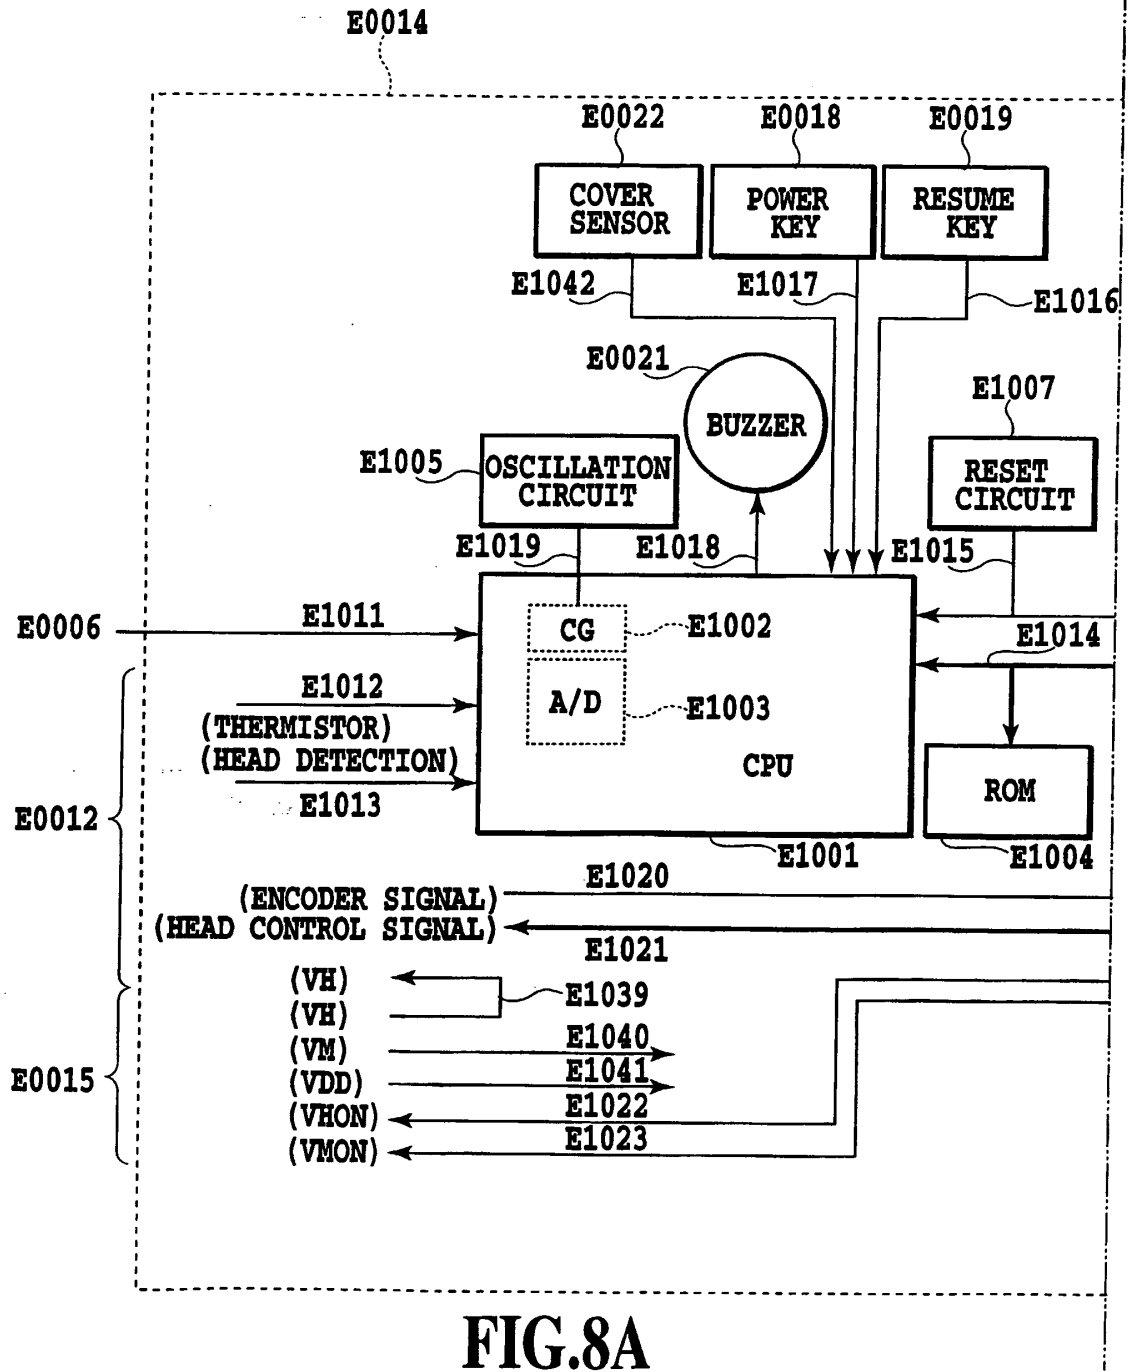 E0014
E0022
E0018
E0019
COVER
SENSOR
POWER
KEY
RESUME
KEY
E1042
E1017
E1016
E0021
BUZZER
E1007
E1005
OSCILLATION
CIRCUIT
RESET
CIRCUIT
E1019
E1018
E1015
E0006
E1011
CG
E1002
E1014
E1012
A/D
E1003
(THERMISTOR)
(HEAD DETECTION)
CPU
ROM
E1013
E0012
E1001
E1004
E1020
(ENCODER SIGNAL)
(HEAD CONTROL SIGNAL)
E1021
(VH)
E1039
(VH)
E1040
(VM)
E1041
E0015
(VDD)
E1022
(VHON)
E1023
(VMON)
FIG.8A